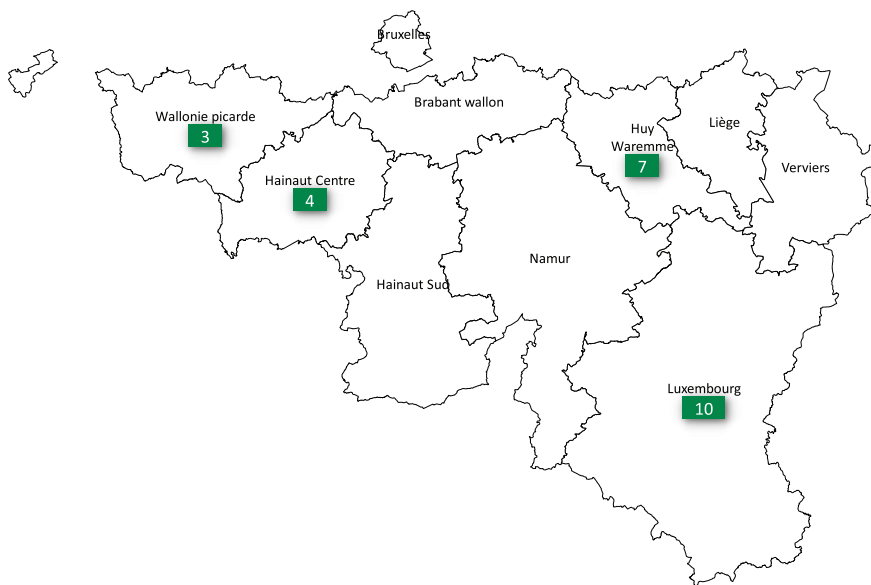 Bruxelles
Brabant wallon
Wallonie picarde
3
Huy
Waremme
7
Liège
Verviers
Hainaut Centre
4
Namur
Hainaut Sud
Luxembourg
10